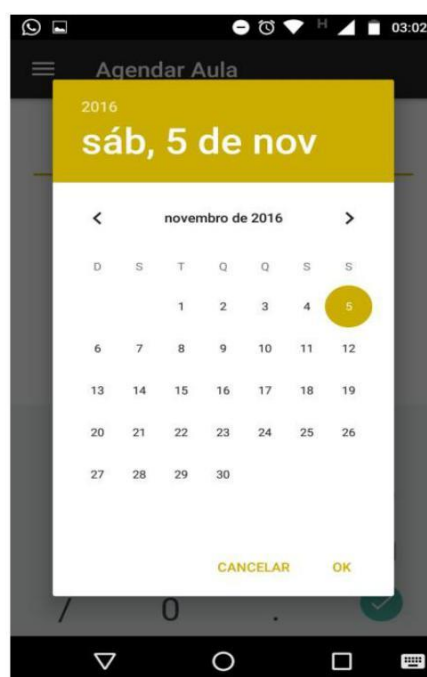 H 03:02
Agendar Aula
2016
sáb, 5 de nov
< novembro de 2016 >
D S T Q Q S S
1 2 3 4 5
6 7 8 9 10 11 12
13 14 15 16 17 18 19
20 21 22 23 24 25 26
27 28 29 30
CANCELAR OK
/ 0 .